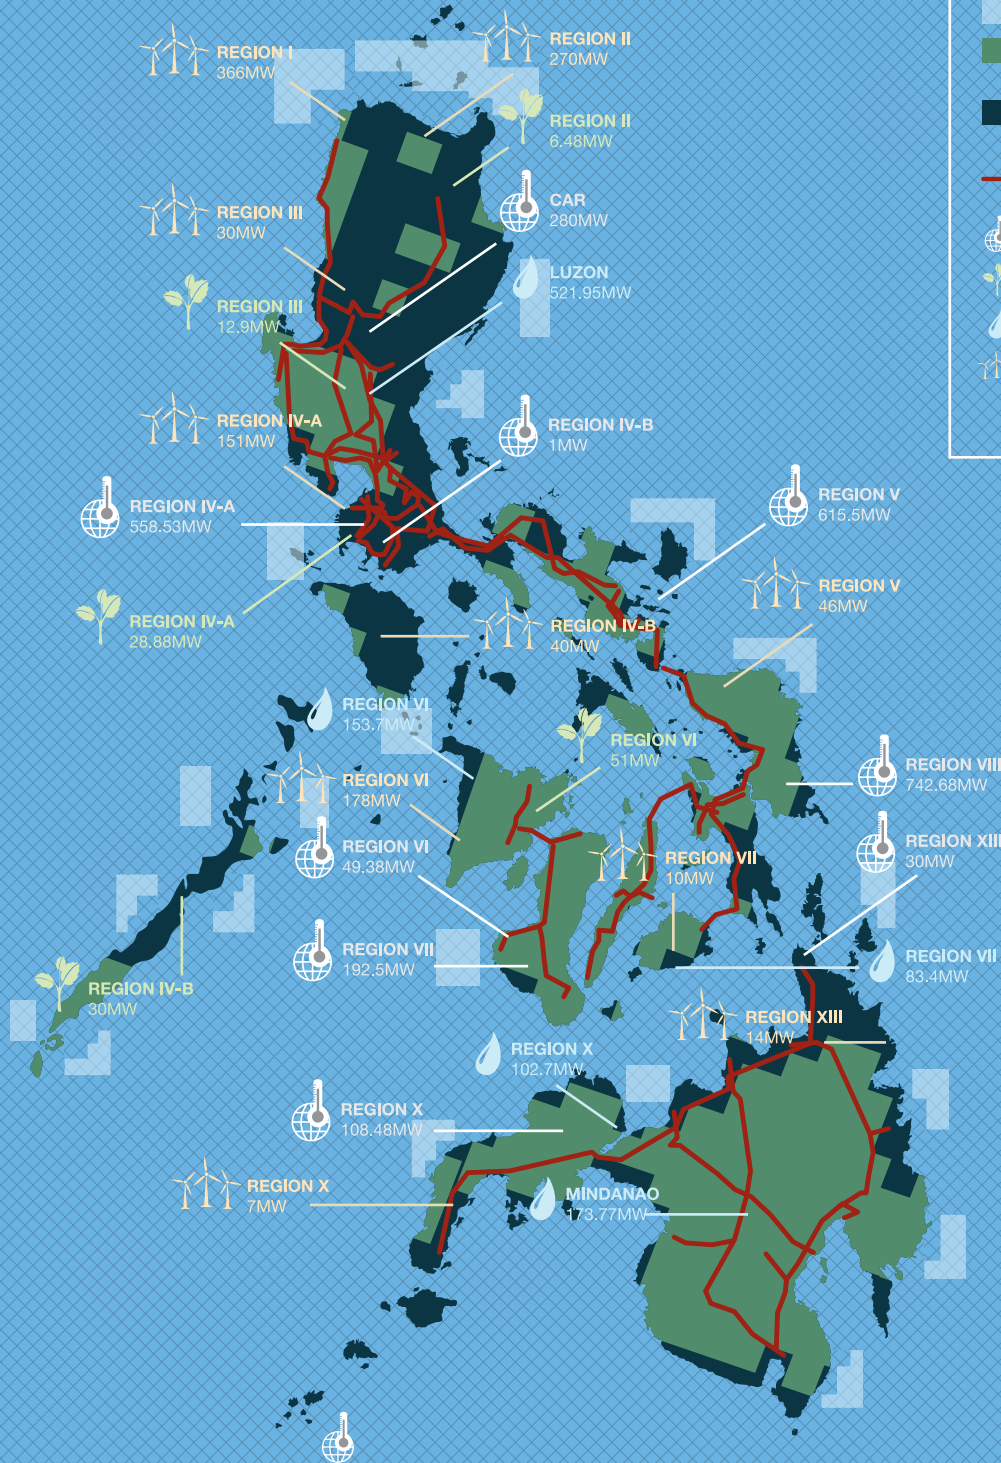 REGION I
366MW
REGION II
270MW
REGION II
6.48MW
CAR
280MW
REGION III
30MW
LUZON
521.95MW
REGION III
12.9MW
REGION IV-A
151MW
REGION IV-B
1MW
REGION IV-A
558.53MW
REGION V
615.5MW
REGION V
46MW
REGION IV-A
28.88MW
REGION IV-B
40MW
REGION VI
153.7MW
REGION VI
51MW
REGION VI
178MW
REGION VIII
742.68MW
REGION VI
49.38MW
REGION VII
10MW
REGION XIII
30MW
REGION VII
192.5MW
REGION VII
83.4MW
REGION IV-B
30MW
REGION XIII
14MW
REGION X
102.7MW
REGION X
108.48MW
REGION X
7MW
MINDANAO
173.77MW